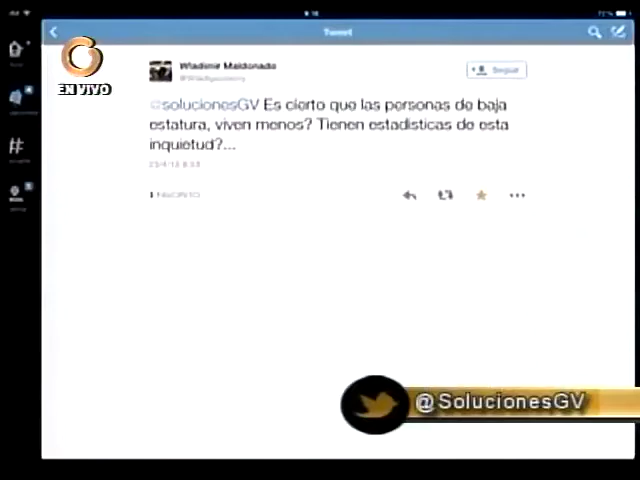 Tweet
EN VIVO
Wladimir Maldonado
Seguir
@solucionesGV Es cierto que las personas de baja
estatura, viven menos? Tienen estadisticas de esta
inquietud?...
1 FAVORITO
@SolucionesGV